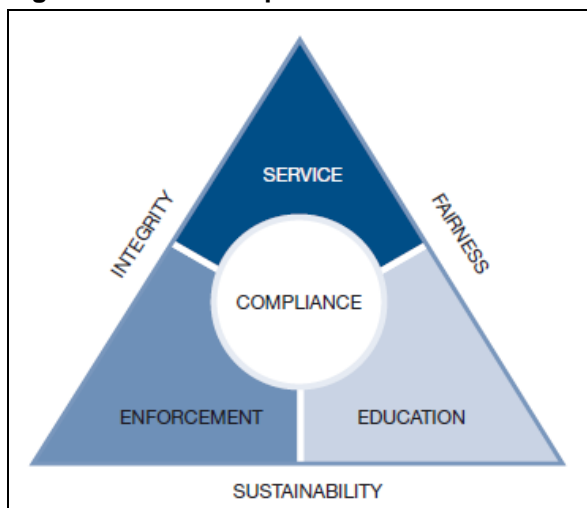 SERVICE
INTEGRITY
FAIRNESS
COMPLIANCE
ENFORCEMENT
EDUCATION
SUSTAINABILITY